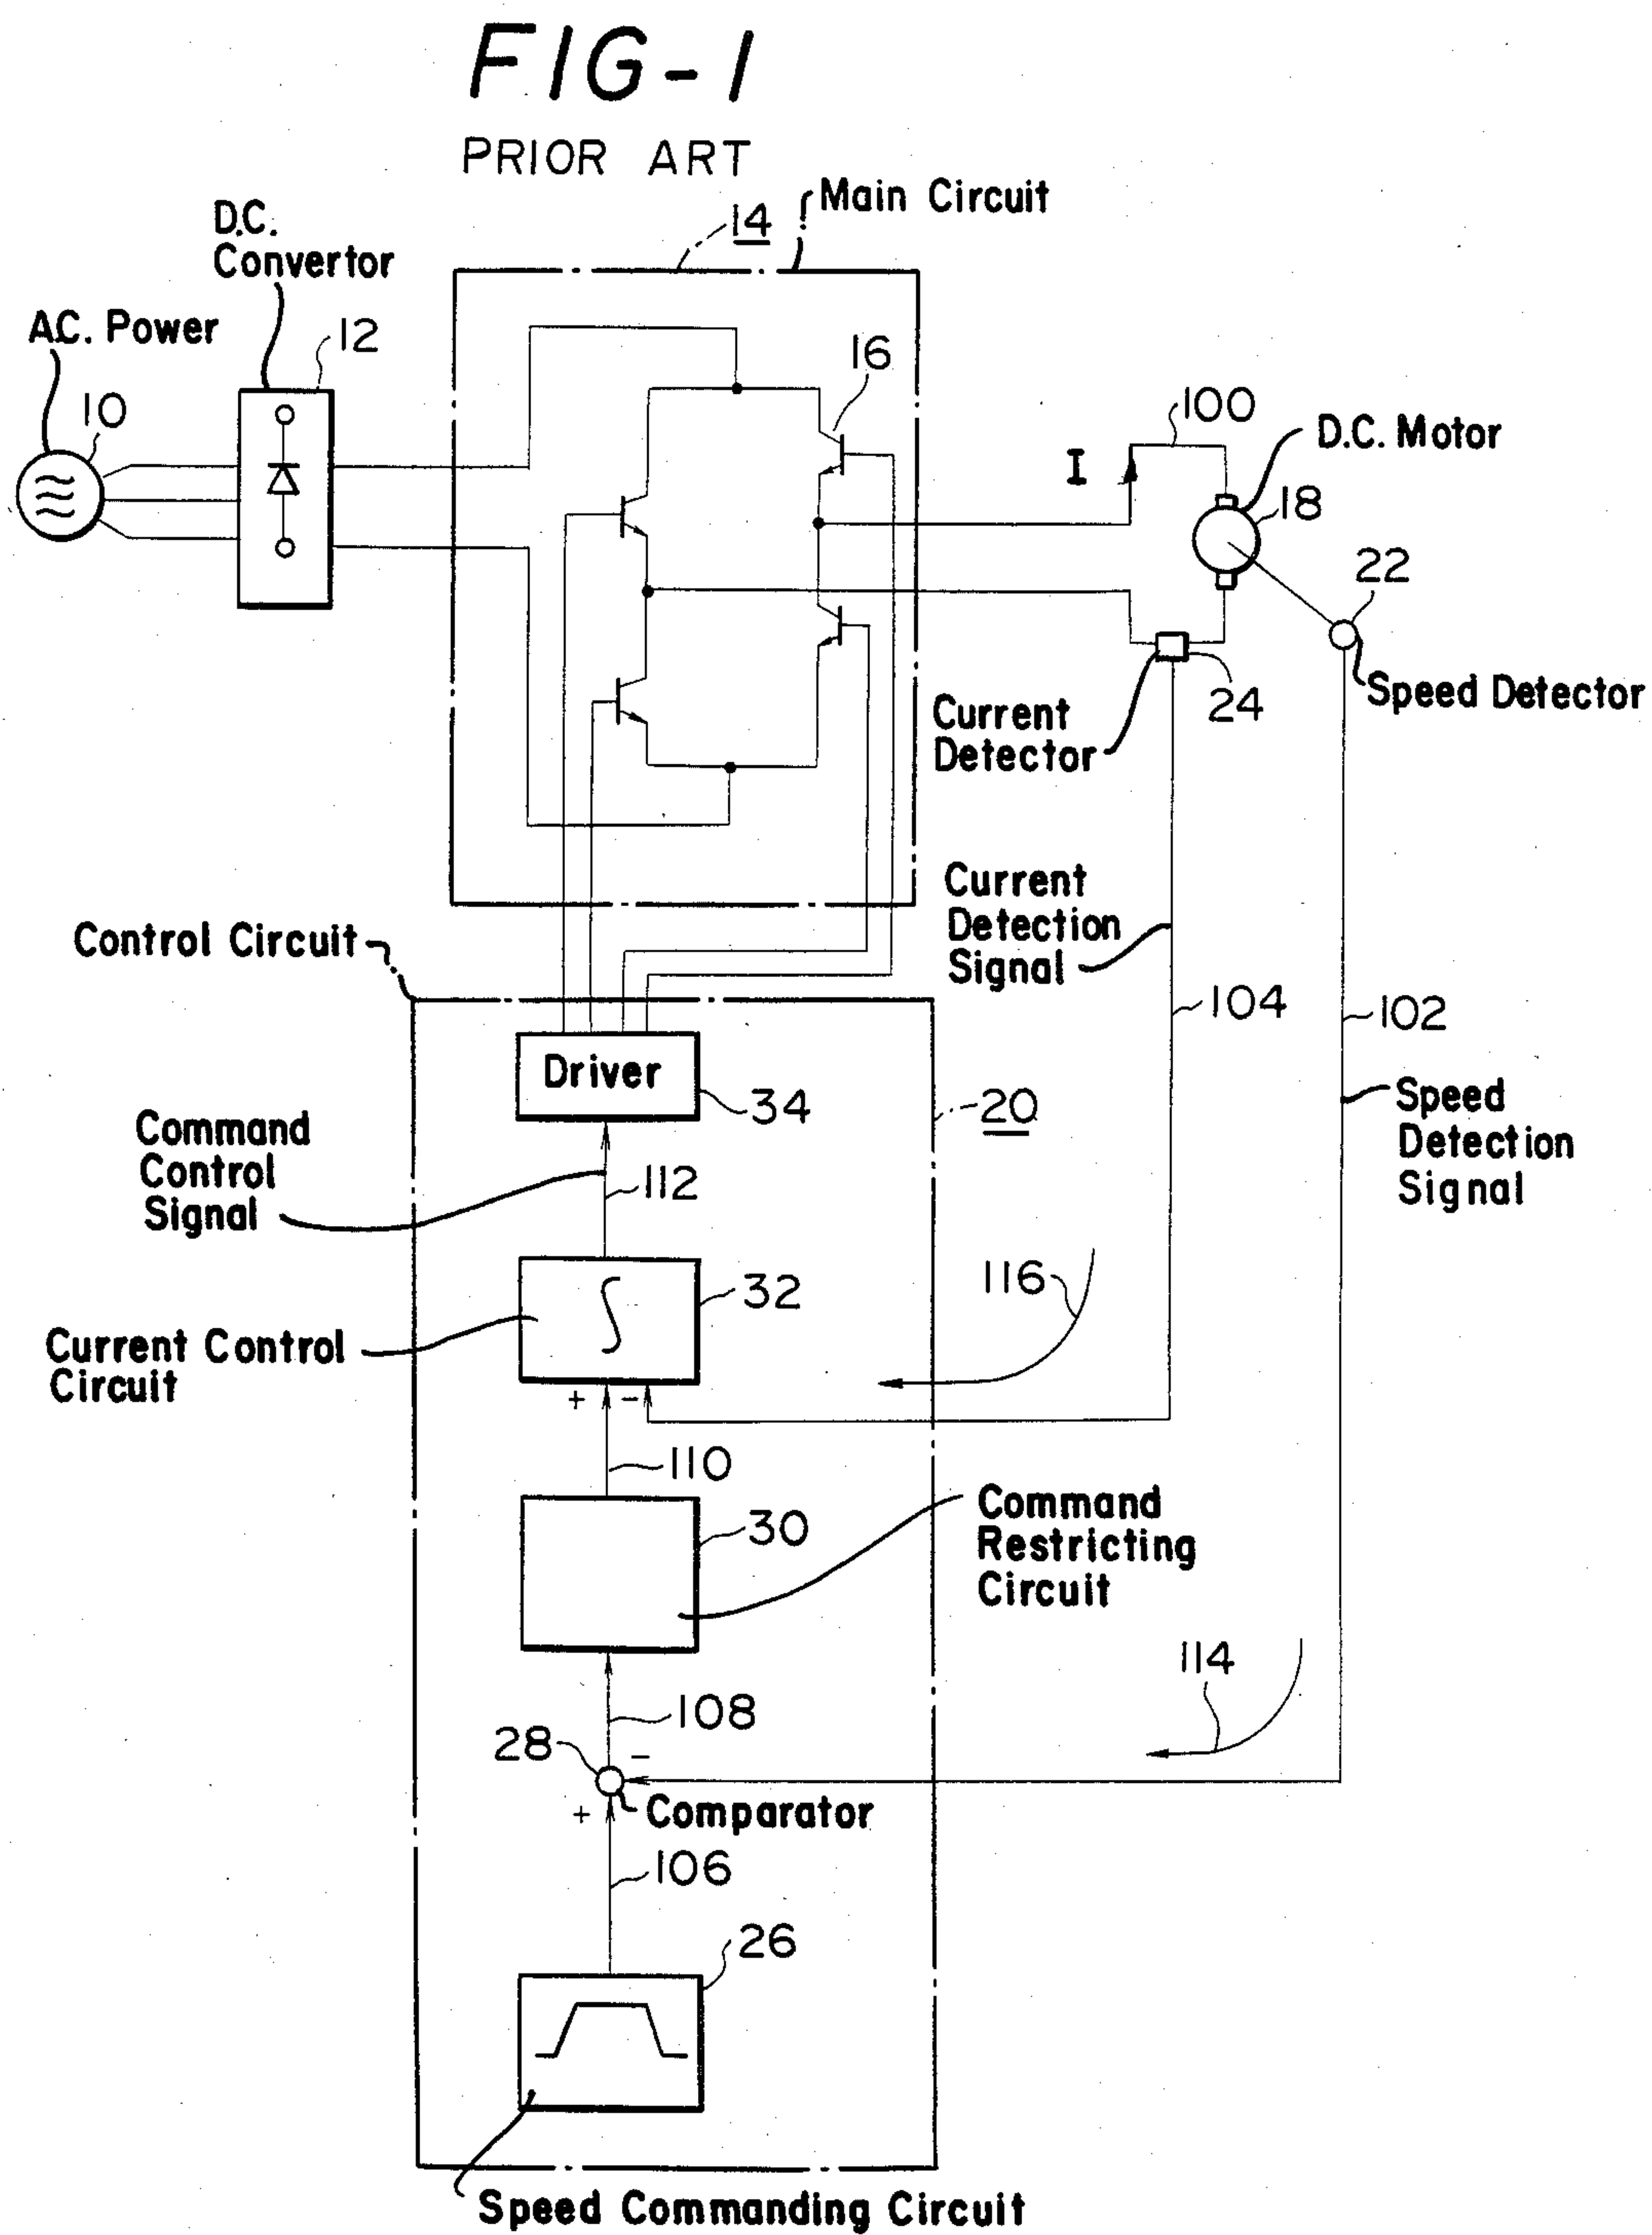 FIG-1
PRIOR ART
Main Circuit
14
D.C.
Convertor
A.C. Power
12
10
16
100
I
D.C. Motor
18
22
Speed Detector
24
Current
Detector
Current
Detection
Signal
Control Circuit
104
102
Driver
34
20
Speed
Detection
Signal
Command
Control
Signal
112
32
116
Current Control
Circuit
+ -
110
30
Command
Restricting
Circuit
114
108
28
-
+
Comparator
106
26
Speed Commanding Circuit